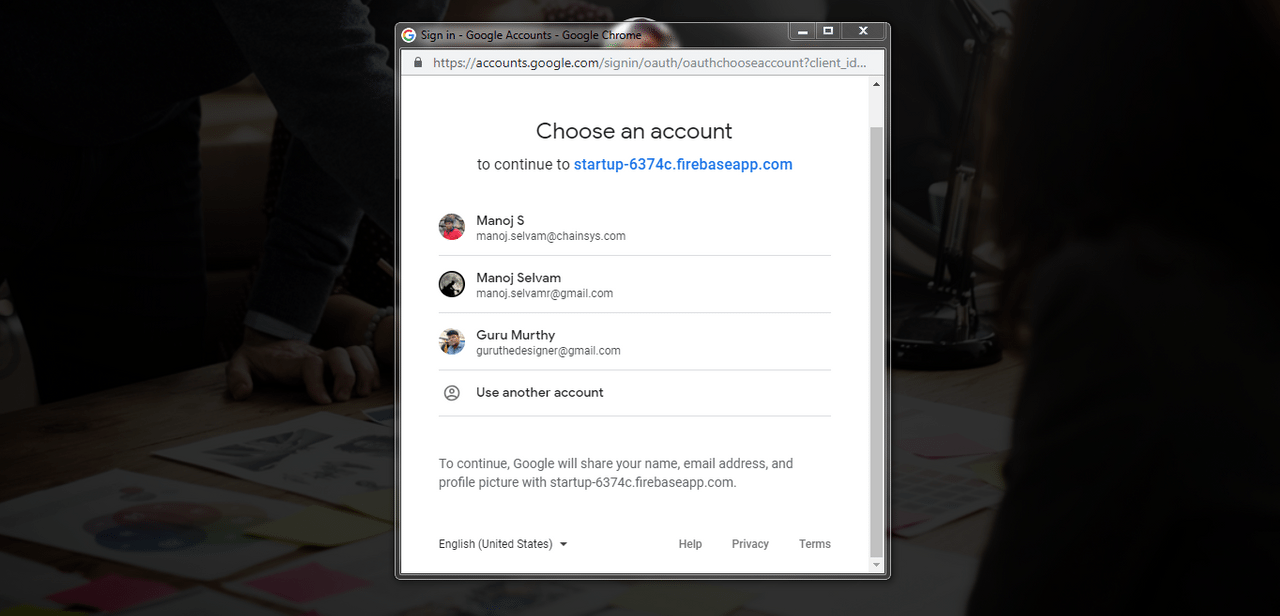 Sign in - Google Accounts - Google Chrome
https://accounts.google.com/signin/oauth/oauthchooseaccount?client_id...
Choose an account
to continue to startup-6374c.firebaseapp.com
Manoj S
manoj.selvam@chainsys.com
Manoj Selvam
manoj.selvamr@gmail.com
Guru Murthy
guruthedesigner@gmail.com
Use another account
To continue, Google will share your name, email address, and
profile picture with startup-6374c.firebaseapp.com.
English (United States) Help Privacy Terms